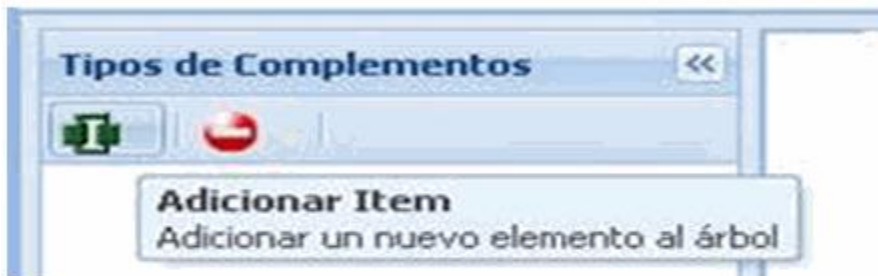 Tipos de Complementos
Adicionar Item
Adicionar un nuevo elemento al árbol